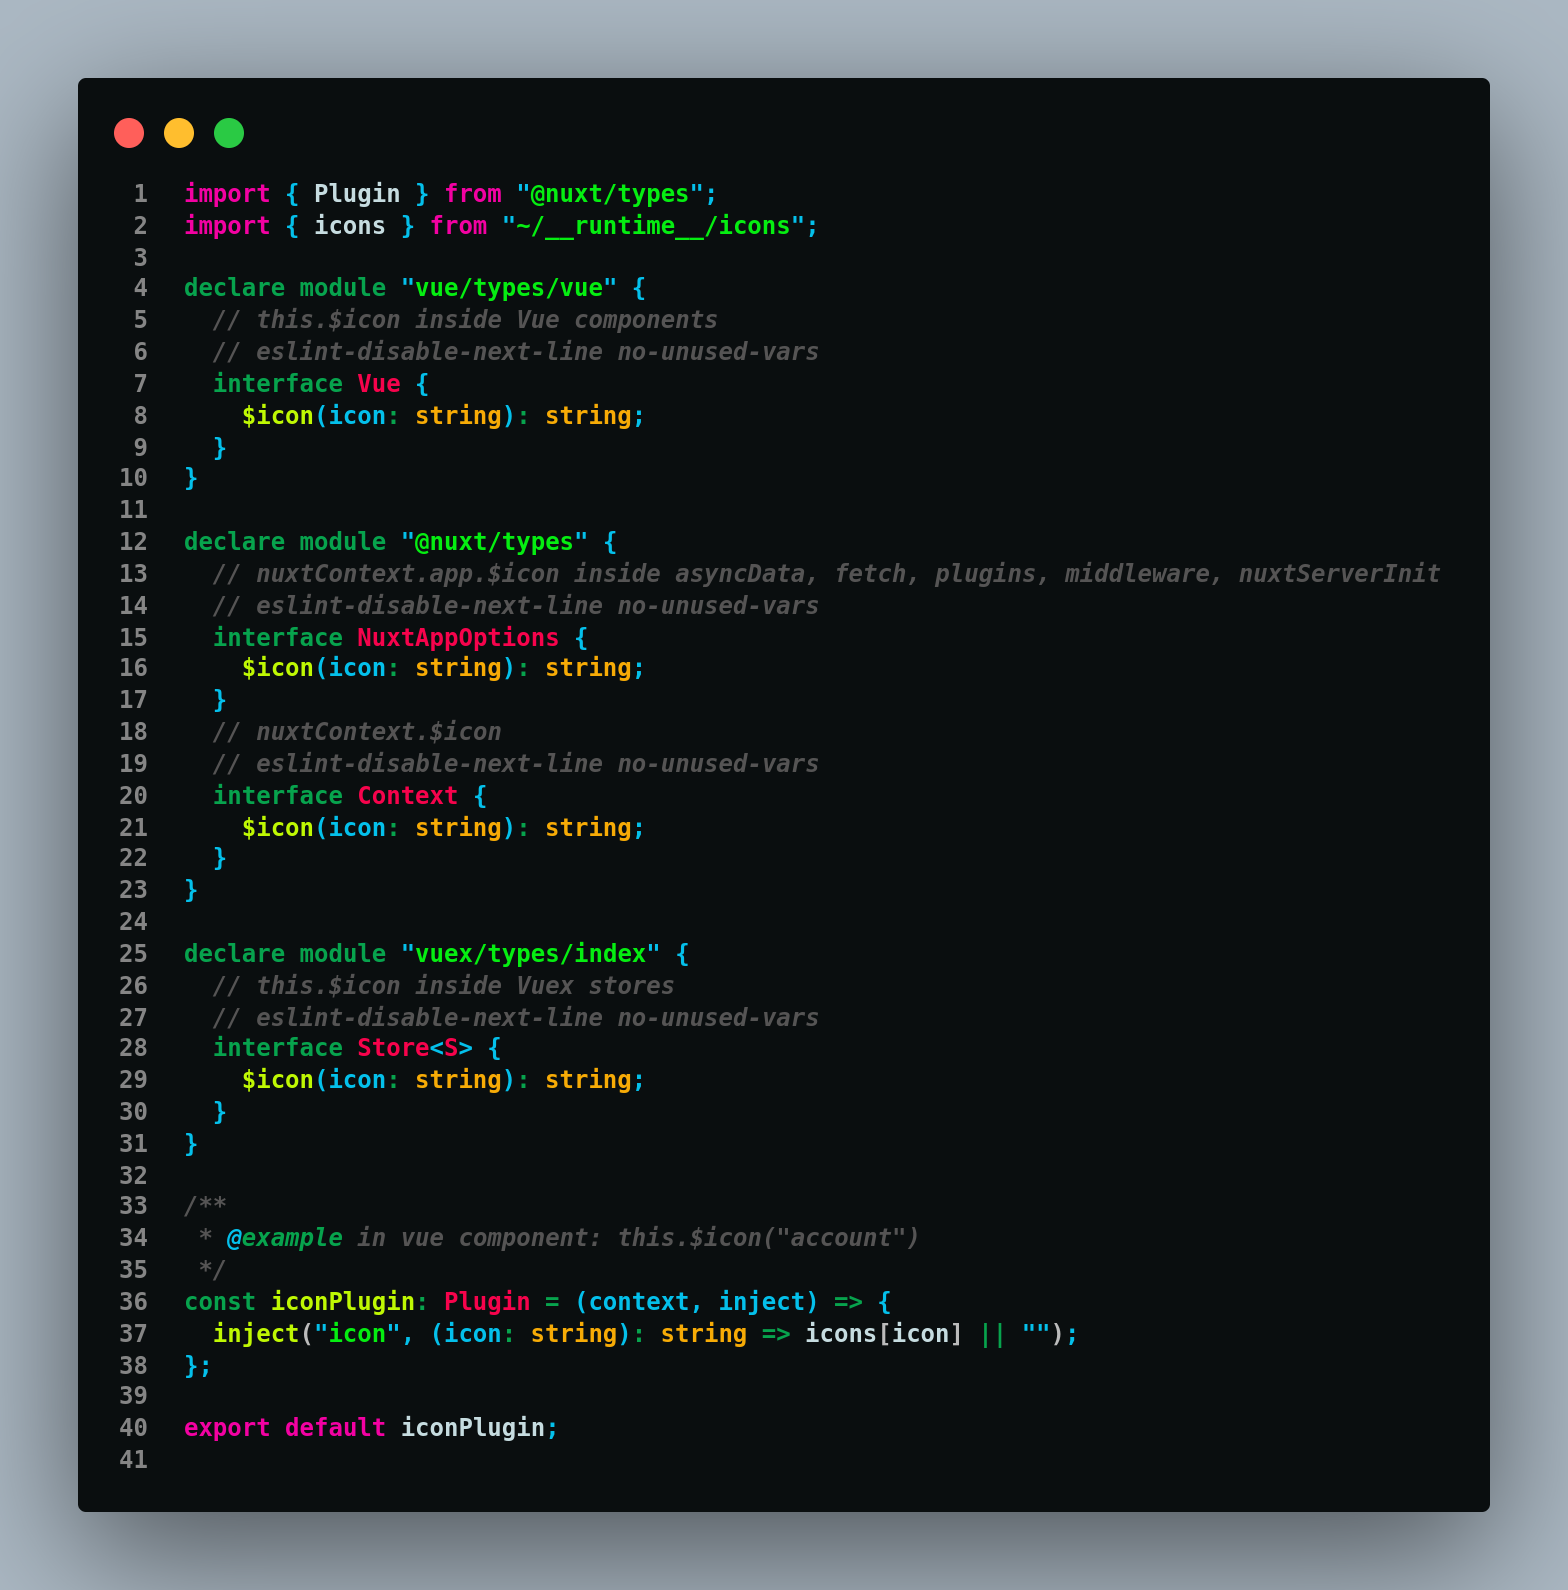 1 import { Plugin } from "@nuxt/types";
2 import { icons } from "~/__runtime__/icons";
3
4 declare module "vue/types/vue" {
5   // this.$icon inside Vue components
6   // eslint-disable-next-line no-unused-vars
7   interface Vue {
8     $icon(icon: string): string;
9   }
10 }
11
12 declare module "@nuxt/types" {
13   // nuxtContext.app.$icon inside asyncData, fetch, plugins, middleware, nuxtServerInit
14   // eslint-disable-next-line no-unused-vars
15   interface NuxtAppOptions {
16     $icon(icon: string): string;
17   }
18   // nuxtContext.$icon
19   // eslint-disable-next-line no-unused-vars
20   interface Context {
21     $icon(icon: string): string;
22   }
23 }
24
25 declare module "vuex/types/index" {
26   // this.$icon inside Vuex stores
27   // eslint-disable-next-line no-unused-vars
28   interface Store<S> {
29     $icon(icon: string): string;
30   }
31 }
32
33 /**
34  * @example in vue component: this.$icon("account")
35  */
36 const iconPlugin: Plugin = (context, inject) => {
37   inject("icon", (icon: string): string => icons[icon] || "");
38 };
39
40 export default iconPlugin;
41